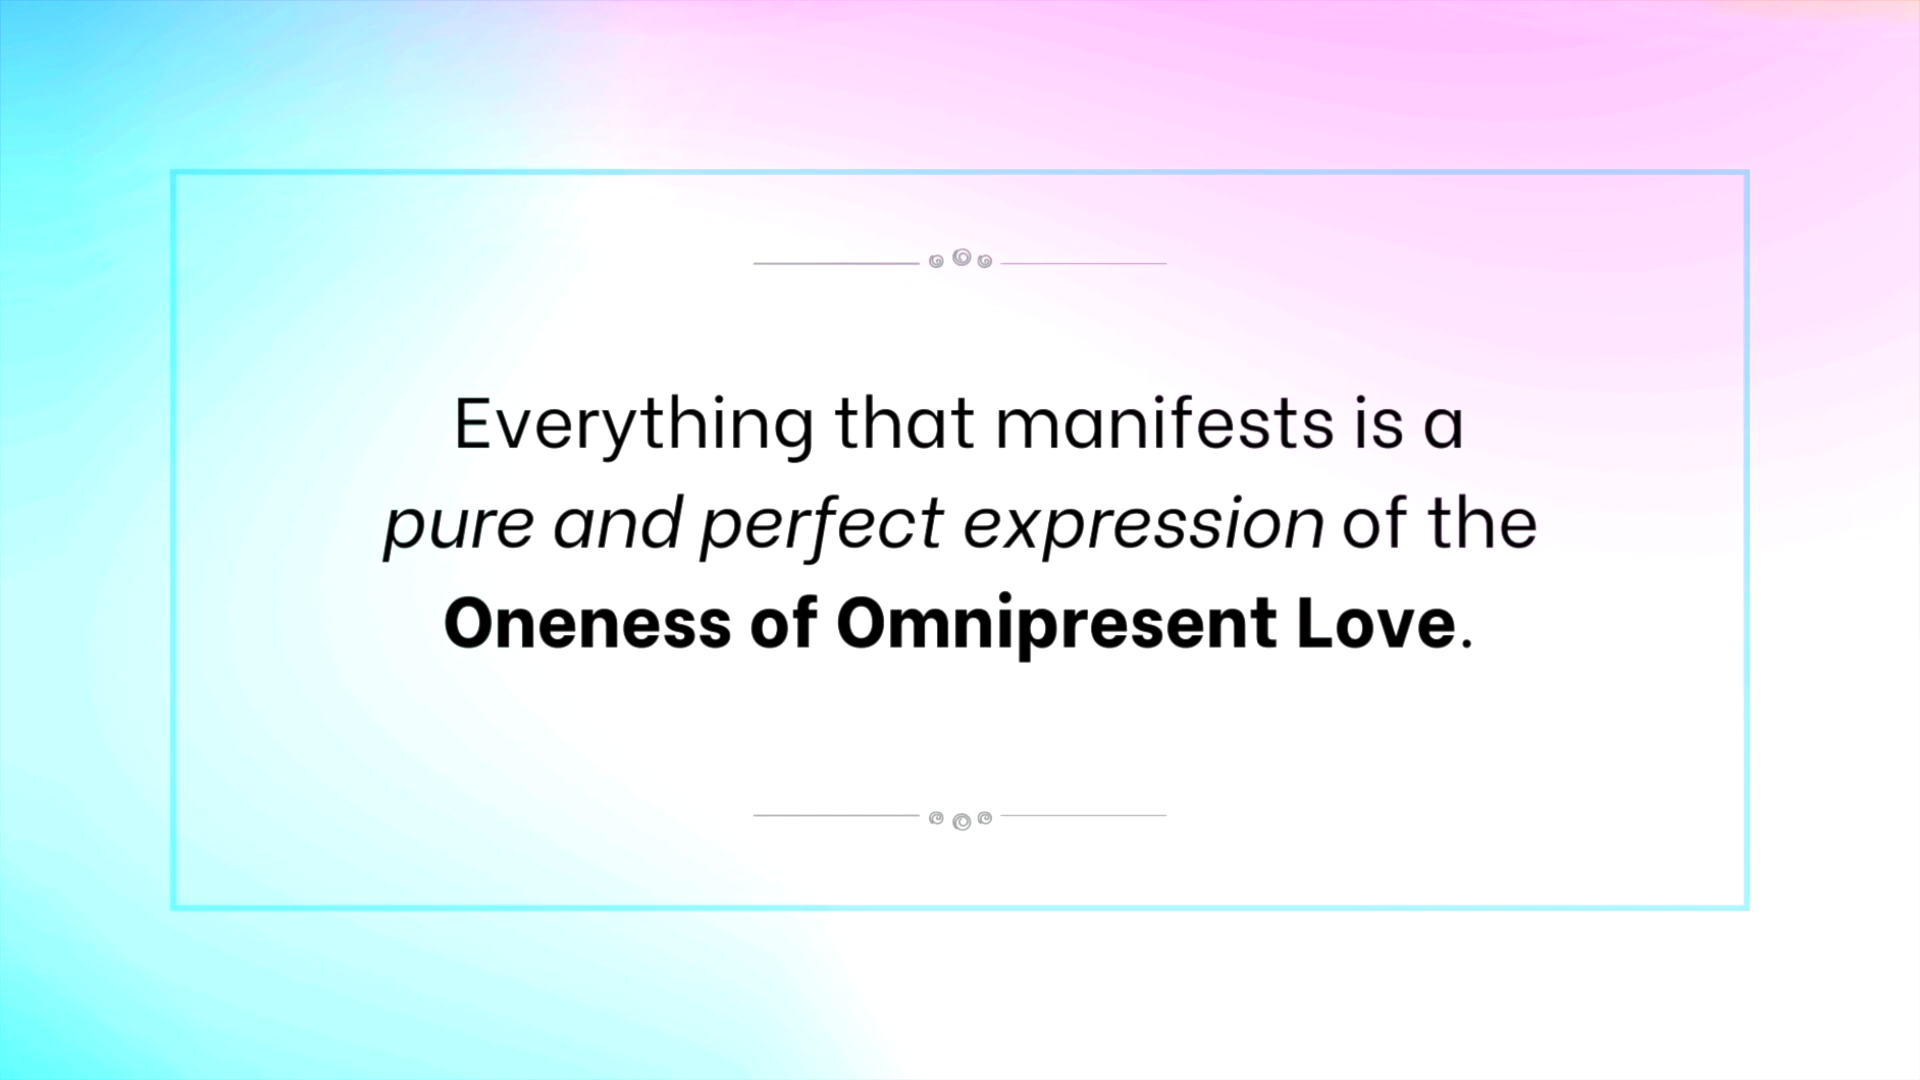 Everything that manifests is a
pure and perfect expression of the
Oneness of Omnipresent Love.